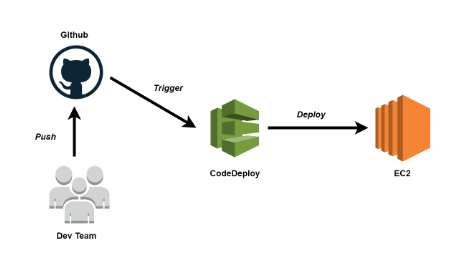 Github
Trigger
Push
Deploy
CodeDeploy
EC2
Dev Team